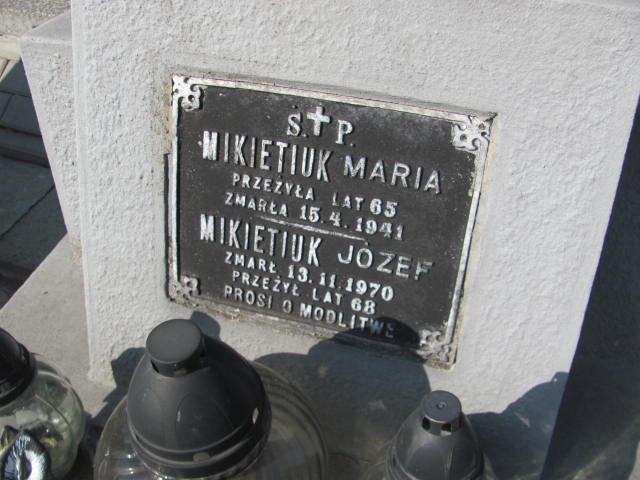 Ś.✝P.
MIKIETIUK MARIA
PRZEŻYŁA LAT 65
ZMARŁA 15.4.1941
MIKIETIUK JÓZEF
ZMARŁ 13.11.1970
PRZEŻYŁ LAT 68
PROSI O MODLITWĘ